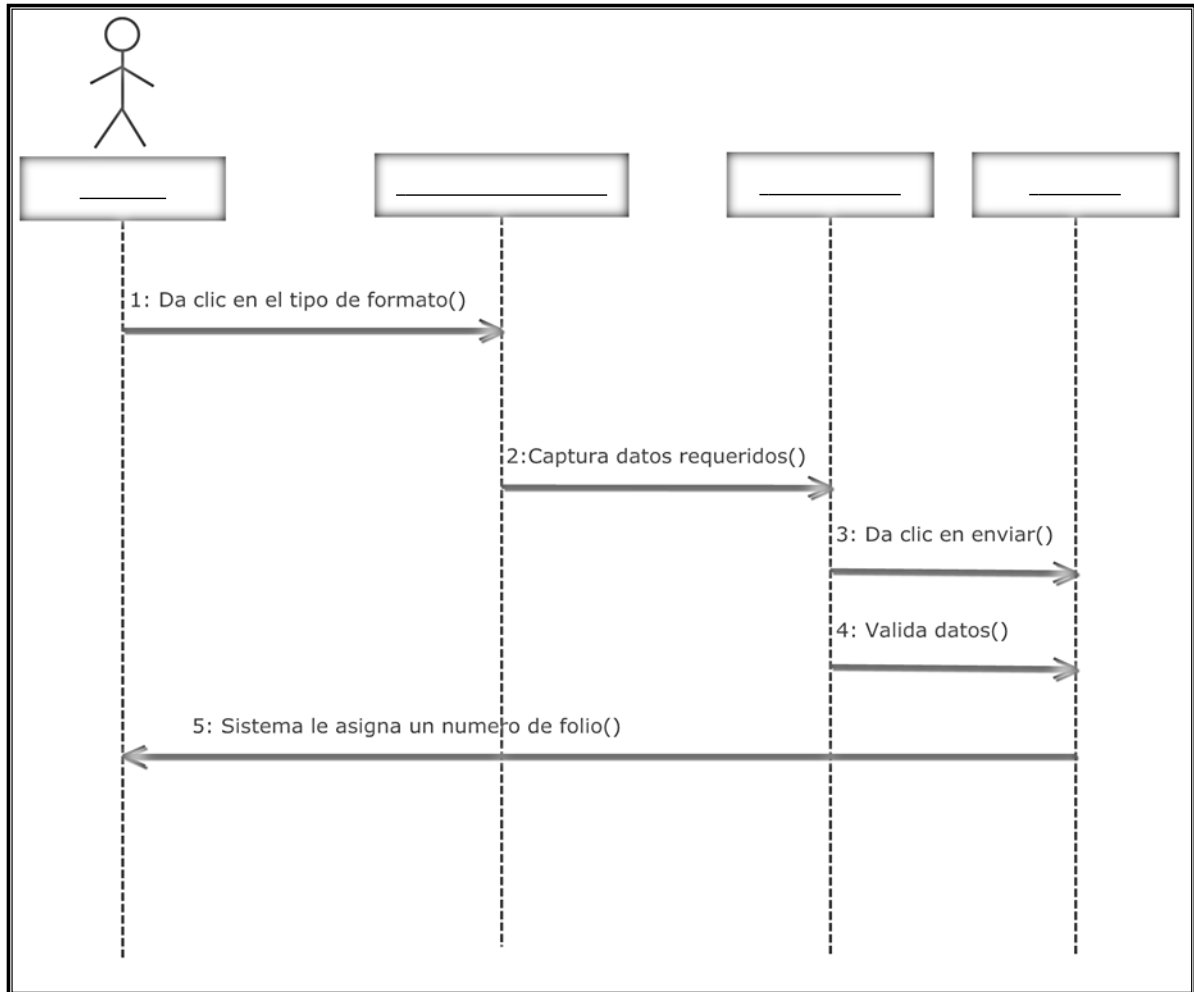 1: Da clic en el tipo de formato()
2:Captura datos requeridos()
3: Da clic en enviar()
4: Valida datos()
5: Sistema le asigna un numero de folio()